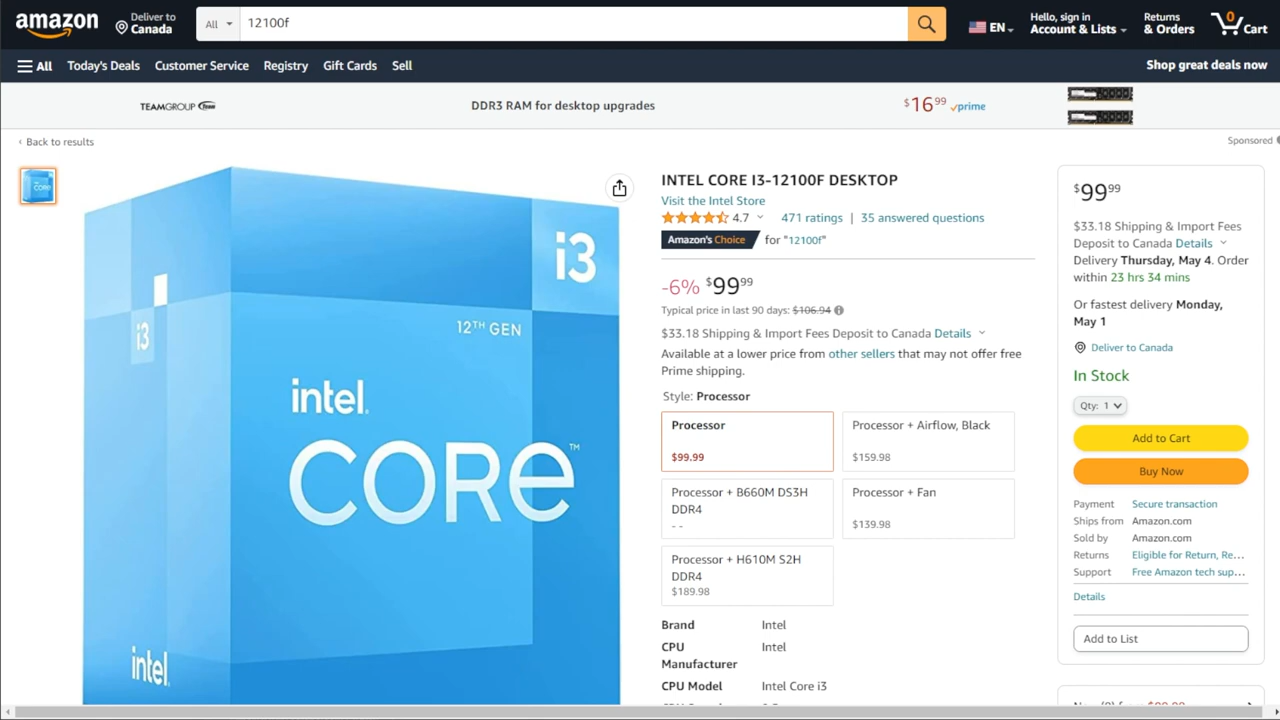 amazon
Deliver to
Canada
All
12100f
EN
Hello, sign in
Account & Lists
Returns
& Orders
0
Cart
All
Today's Deals
Customer Service
Registry
Gift Cards
Sell
Shop great deals now
TEAMGROUP
DDR3 RAM for desktop upgrades
$16 99
prime
‹ Back to results
Sponsored
CORE
i3
i3
12TH GEN
intel.
CORE™
intel.
INTEL CORE I3-12100F DESKTOP
Visit the Intel Store
4.7
471 ratings | 35 answered questions
Amazon's Choice for "12100f"
-6% $99 99
Typical price in last 90 days: $106.94
$33.18 Shipping & Import Fees Deposit to Canada Details
Available at a lower price from other sellers that may not offer free
Prime shipping.
Style: Processor
Processor
$99.99
Processor + Airflow, Black
$159.98
Processor + B660M DS3H
DDR4
- -
Processor + Fan
$139.98
Processor + H610M S2H
DDR4
$189.98
Brand Intel
CPU Intel
Manufacturer
CPU Model Intel Core i3
$99 99
$33.18 Shipping & Import Fees
Deposit to Canada Details
Delivery Thursday, May 4. Order
within 23 hrs 34 mins
Or fastest delivery Monday,
May 1
Deliver to Canada
In Stock
Qty: 1
Add to Cart
Buy Now
Payment Secure transaction
Ships from Amazon.com
Sold by Amazon.com
Returns Eligible for Return, Re...
Support Free Amazon tech sup...
Details
Add to List